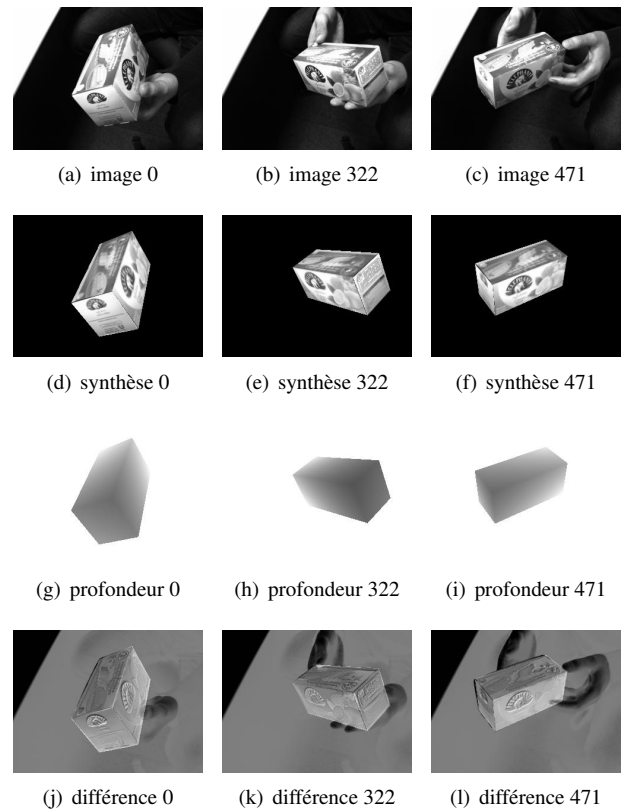 (a) image 0
(b) image 322
(c) image 471
(d) synthèse 0
(e) synthèse 322
(f) synthèse 471
(g) profondeur 0
(h) profondeur 322
(i) profondeur 471
(j) différence 0
(k) différence 322
(l) différence 471